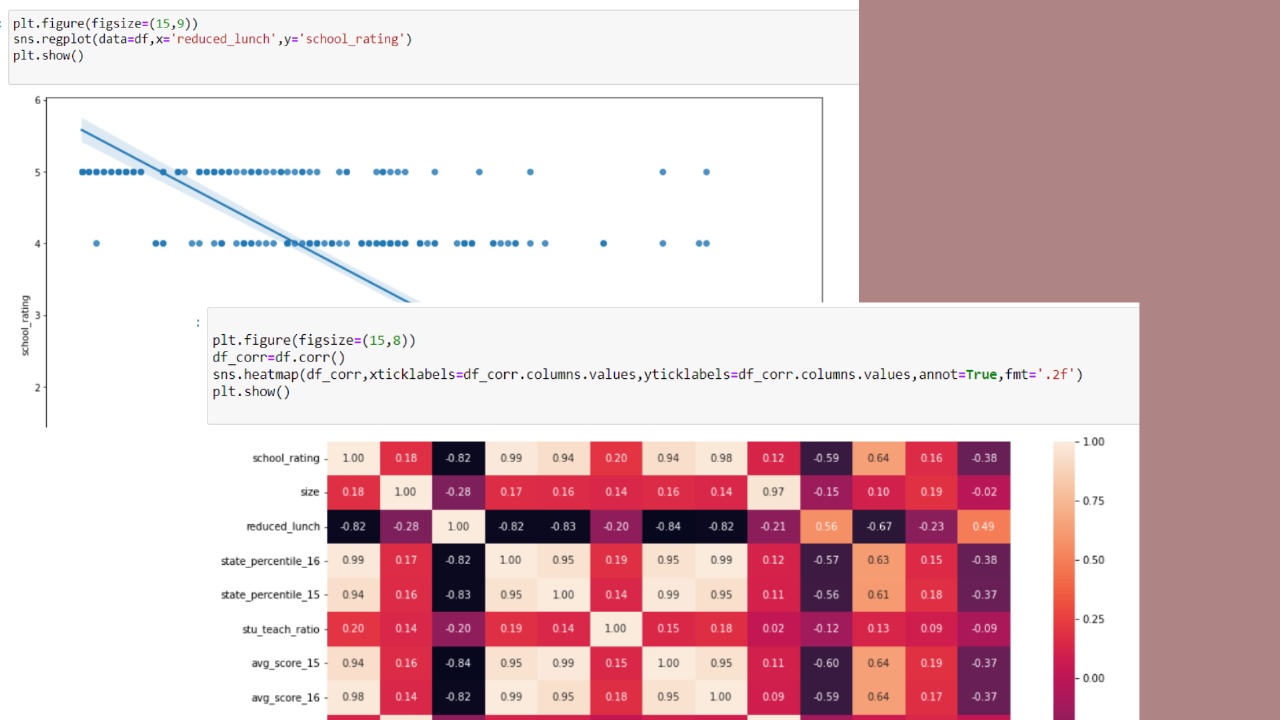 plt.figure(figsize=(15,9))
sns.regplot(data=df,x='reduced_lunch',y='school_rating')
plt.show()
6
5
4
school_rating
3
2
:
plt.figure(figsize=(15,8))
df_corr=df.corr()
sns.heatmap(df_corr,xticklabels=df_corr.columns.values,yticklabels=df_corr.columns.values,annot=True,fmt='.2f')
plt.show()
school_rating 1.00 0.18 -0.82 0.99 0.94 0.20 0.94 0.98 0.12 -0.59 0.64 0.16 -0.38
size 0.18 1.00 -0.28 0.17 0.16 0.14 0.16 0.14 0.97 -0.15 0.10 0.19 -0.02
reduced_lunch -0.82 -0.28 1.00 -0.82 -0.83 -0.20 -0.84 -0.82 -0.21 0.56 -0.67 -0.23 0.49
state_percentile_16 0.99 0.17 -0.82 1.00 0.95 0.19 0.95 0.99 0.12 -0.57 0.63 0.15 -0.38
state_percentile_15 0.94 0.16 -0.83 0.95 1.00 0.14 0.99 0.95 0.11 -0.56 0.61 0.18 -0.37
stu_teach_ratio 0.20 0.14 -0.20 0.19 0.14 1.00 0.15 0.18 0.02 -0.12 0.13 0.09 -0.09
avg_score_15 0.94 0.16 -0.84 0.95 0.99 0.15 1.00 0.95 0.11 -0.60 0.64 0.19 -0.37
avg_score_16 0.98 0.14 -0.82 0.99 0.95 0.18 0.95 1.00 0.09 -0.59 0.64 0.17 -0.37
1.00
0.75
0.50
0.25
0.00